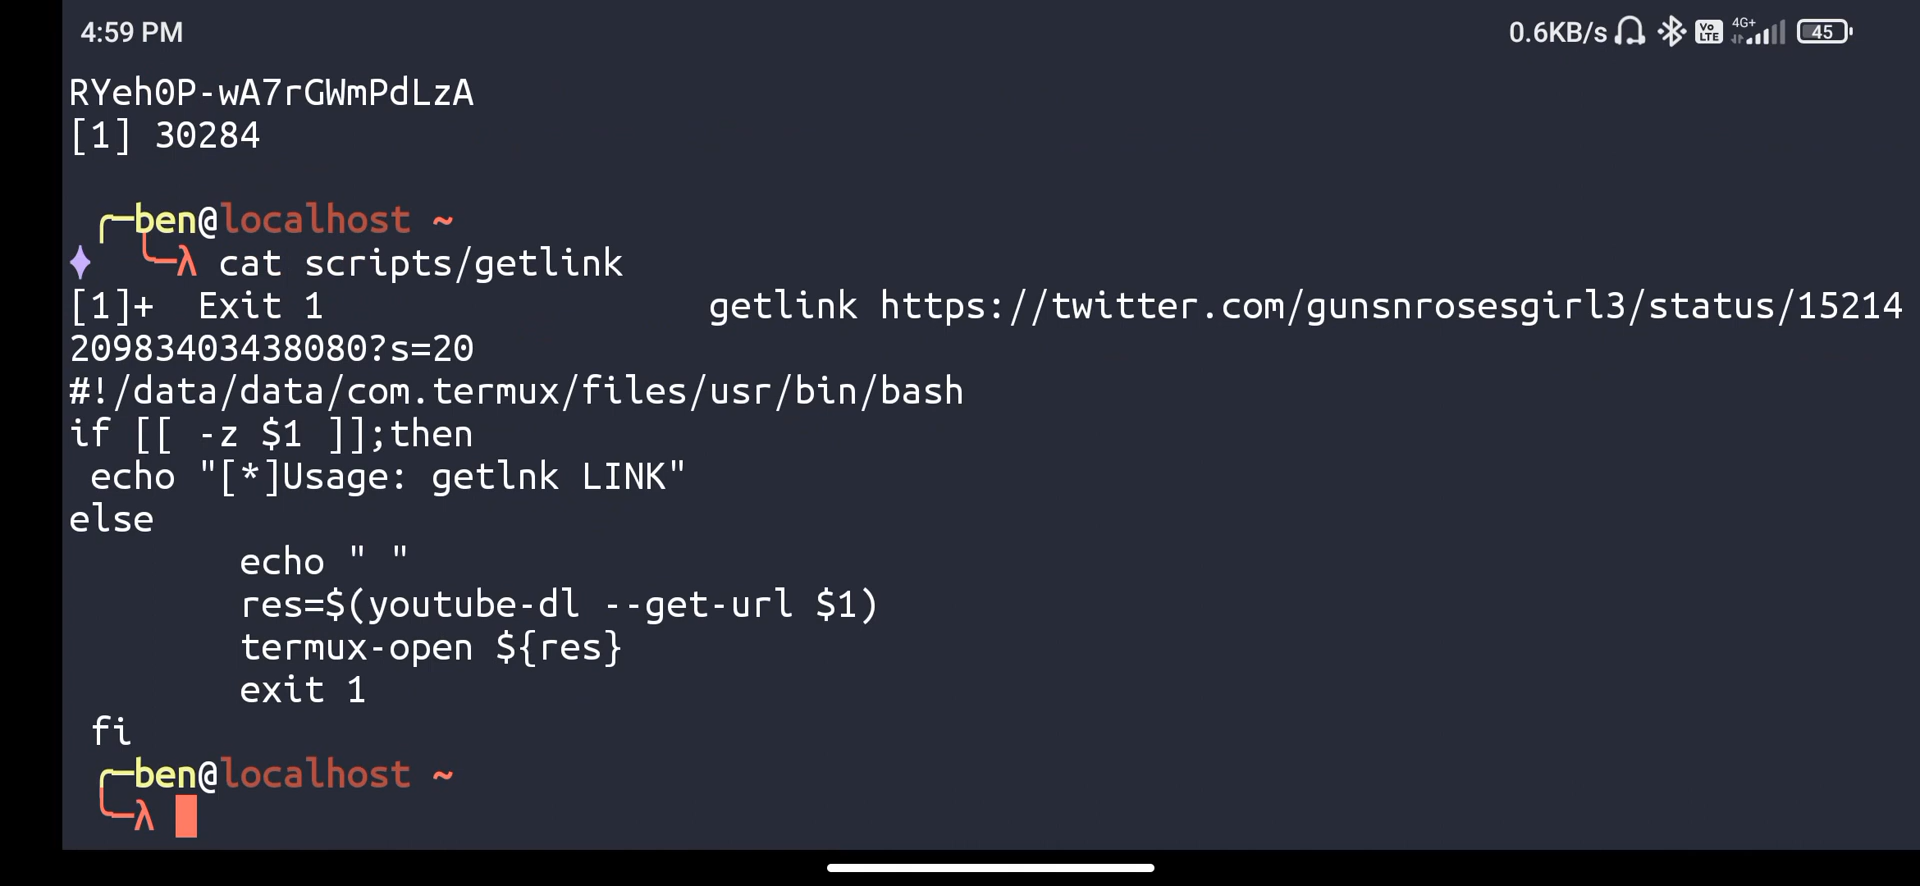 4:59 PM 0.6KB/s Vo LTE 4G+ 45
RYeh0P-wA7rGWmPdLzA
[1] 30284
╭─ben@localhost ~
✦ ╰─λ cat scripts/getlink
[1]+  Exit 1                  getlink https://twitter.com/gunsnrosesgirl3/status/15214
20983403438080?s=20
#!/data/data/com.termux/files/usr/bin/bash
if [[ -z $1 ]];then
 echo "[*]Usage: getlnk LINK"
else
        echo " "
        res=$(youtube-dl --get-url $1)
        termux-open ${res}
        exit 1
 fi
╭─ben@localhost ~
╰─λ